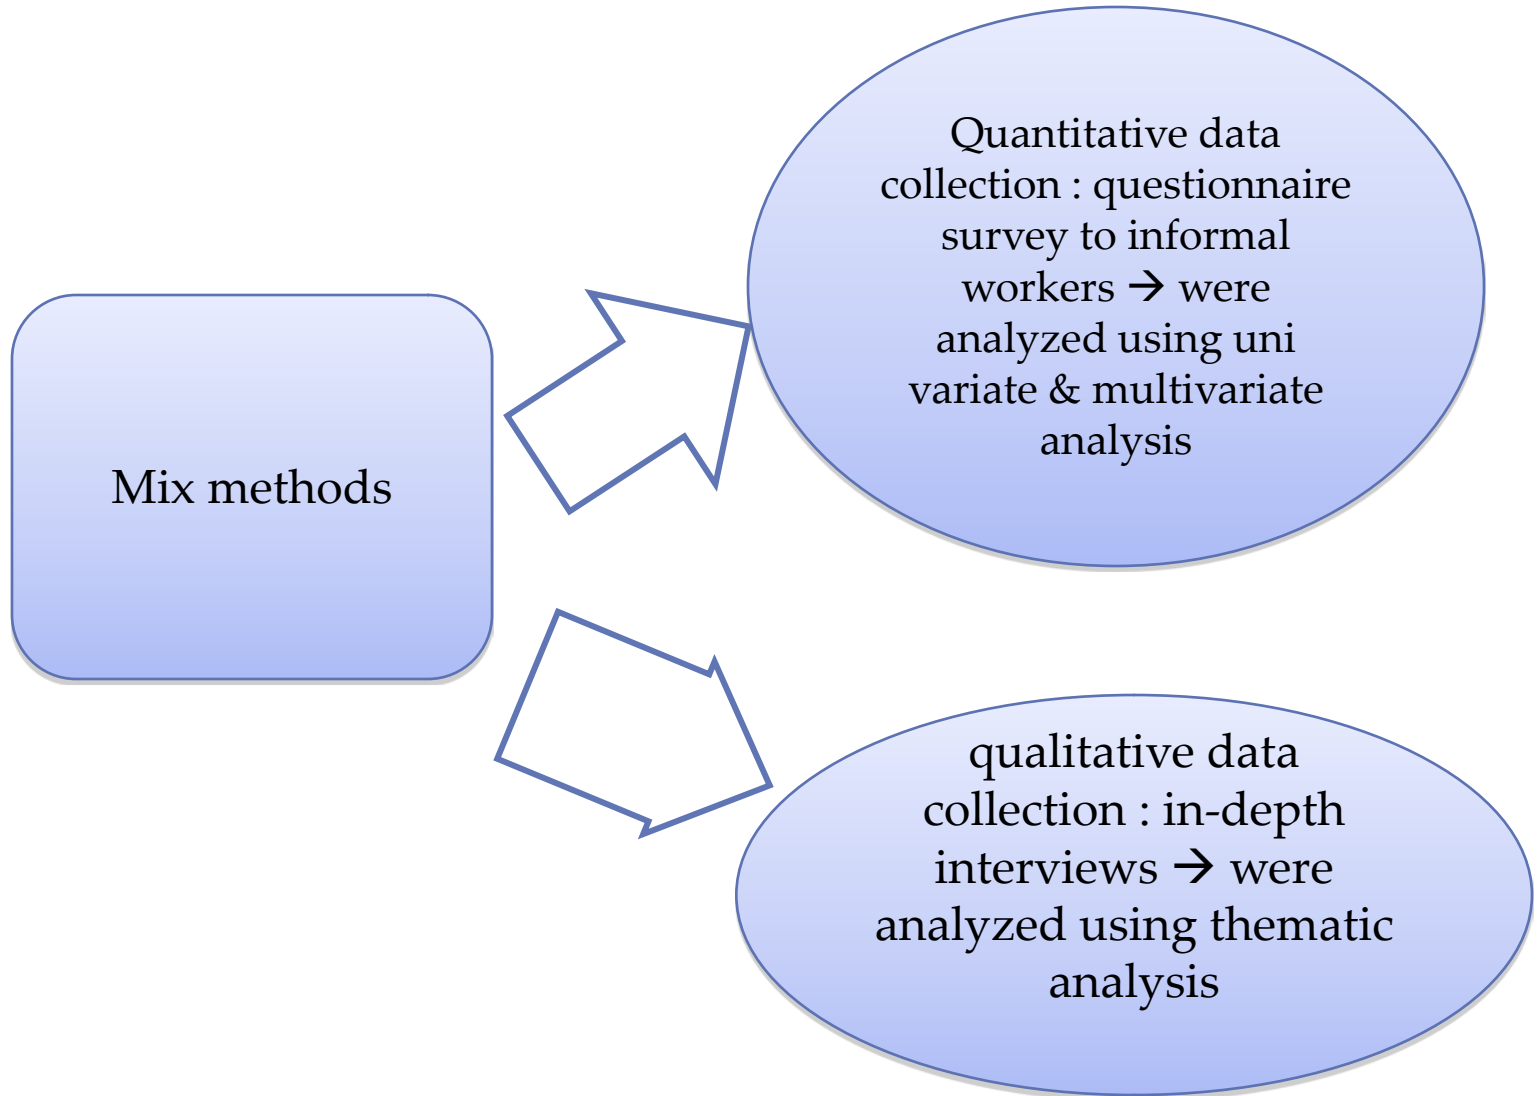 Mix methods
Quantitative data
collection : questionnaire
survey to informal
workers → were
analyzed using uni
variate & multivariate
analysis
qualitative data
collection : in-depth
interviews → were
analyzed using thematic
analysis